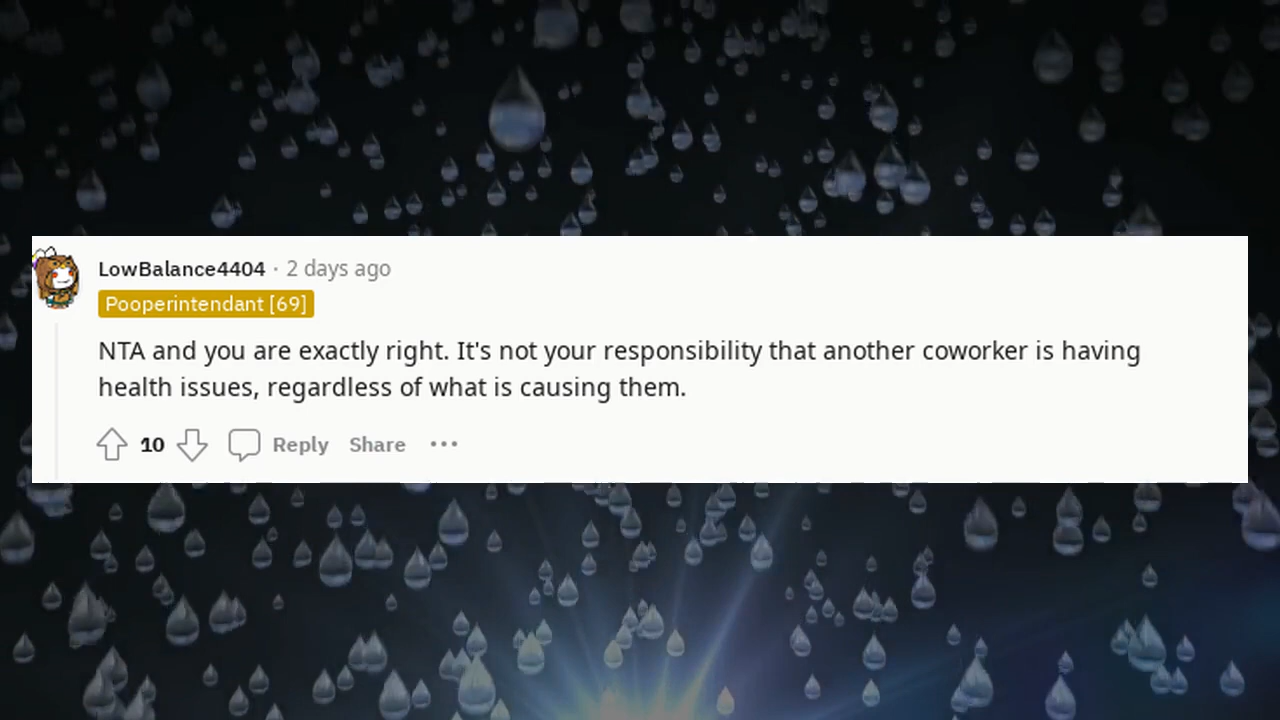 LowBalance4404 · 2 days ago
Pooperintendant [69]
NTA and you are exactly right. It's not your responsibility that another coworker is having
health issues, regardless of what is causing them.
10 Reply Share ···